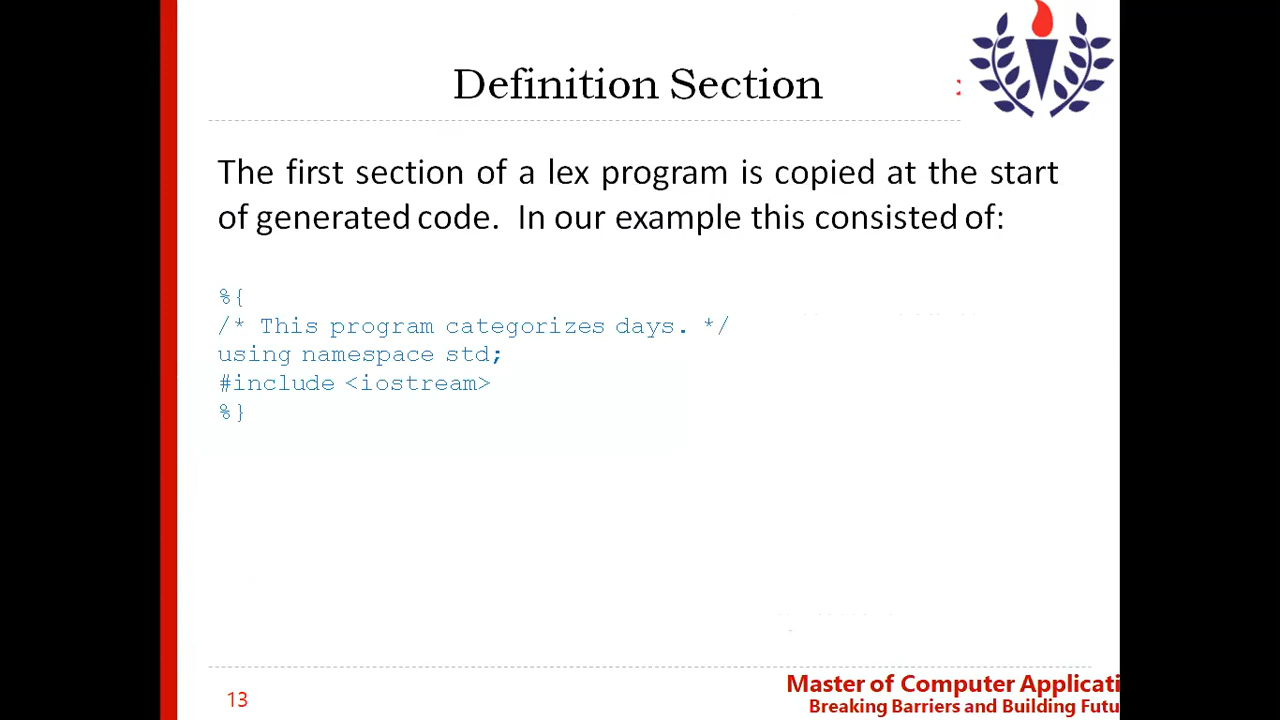 Definition Section
The first section of a lex program is copied at the start
of generated code. In our example this consisted of:
%{
/* This program categorizes days. */
using namespace std;
#include <iostream>
%}
13
Master of Computer Applicati
Breaking Barriers and Building Futu